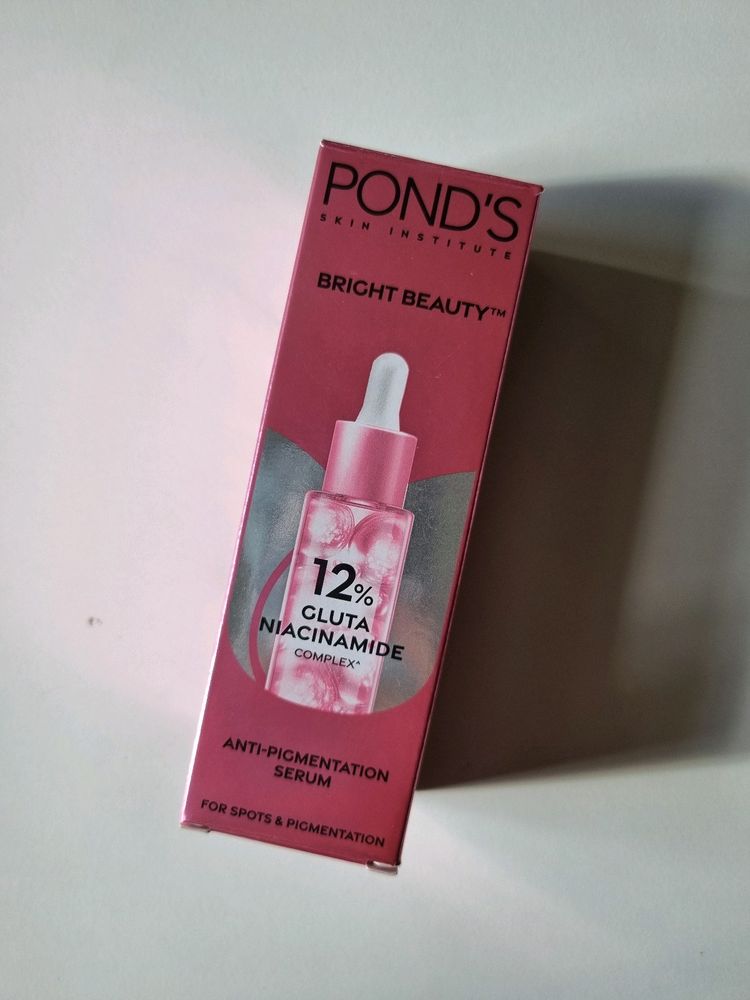 POND'S
SKIN INSTITUTE
BRIGHT BEAUTY™
12%
GLUTA
NIACINAMIDE
COMPLEX^
ANTI-PIGMENTATION
SERUM
FOR SPOTS & PIGMENTATION